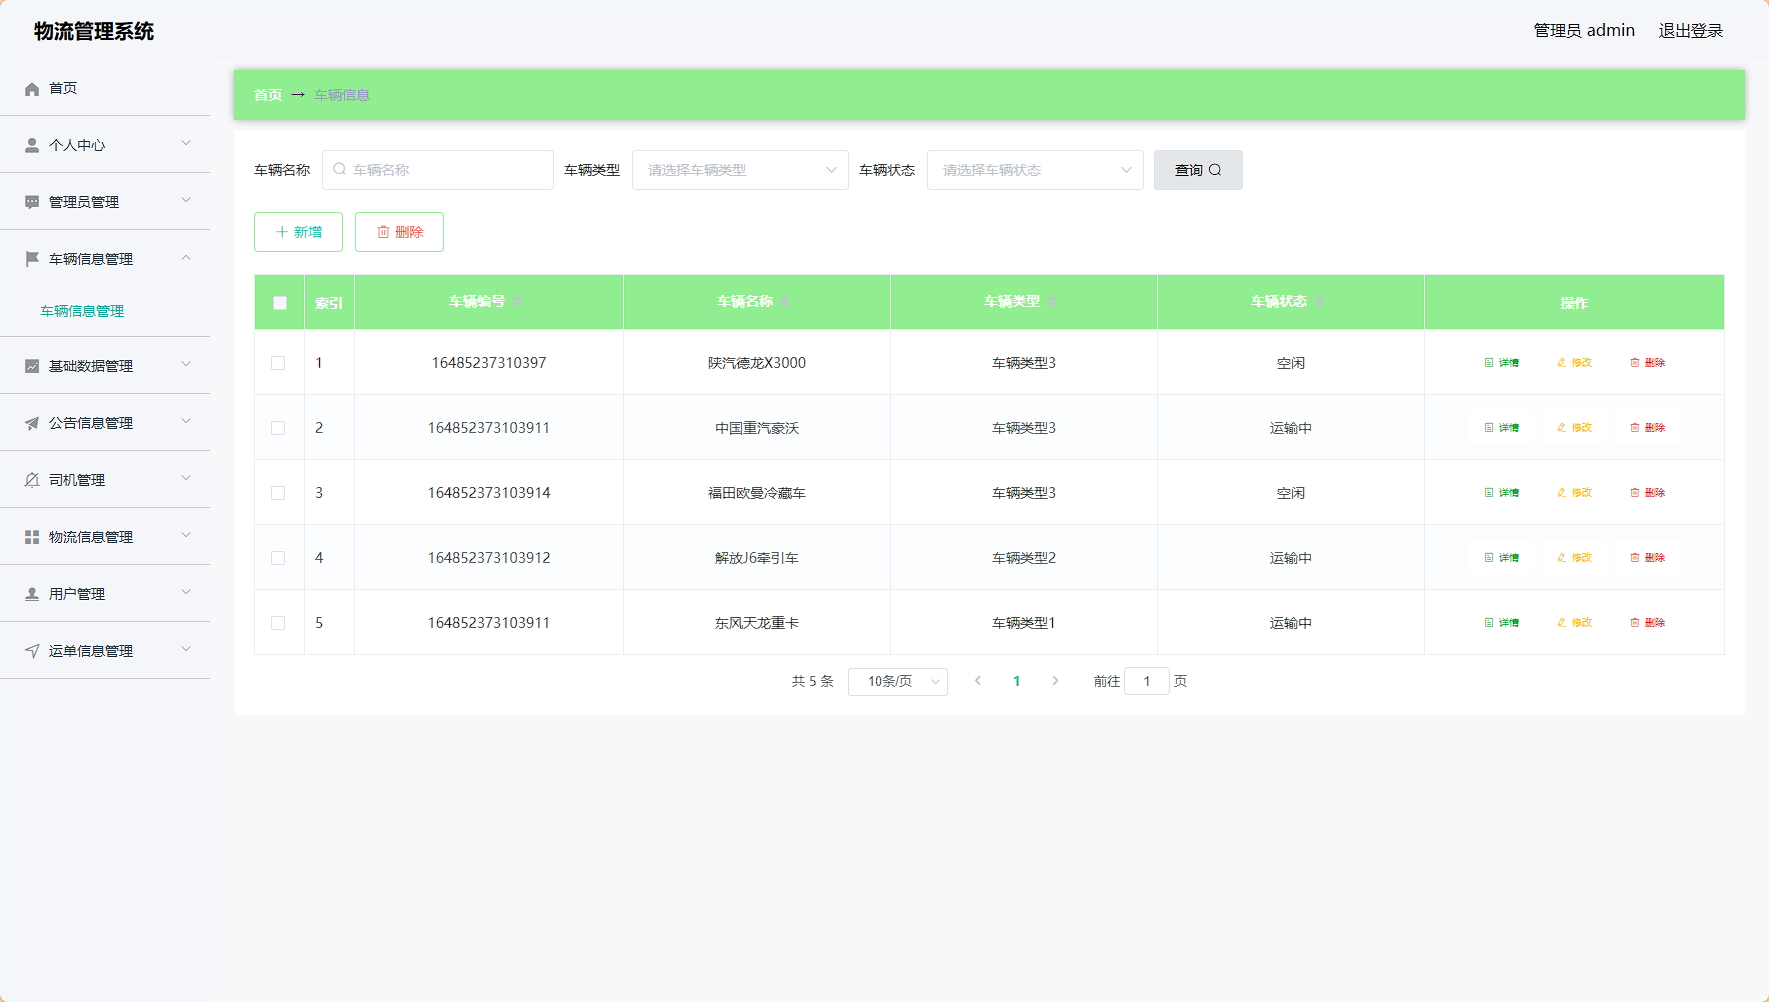 物流管理系统
管理员 admin 退出登录
首页
个人中心
管理员管理
车辆信息管理
车辆信息管理
基础数据管理
公告信息管理
司机管理
物流信息管理
用户管理
运单信息管理
首页 → 车辆信息
车辆名称 车辆名称 车辆类型 请选择车辆类型 车辆状态 请选择车辆状态 查询
新增 删除
索引 车辆编号 车辆名称 车辆类型 车辆状态 操作
1 16485237310397 陕汽德龙X3000 车辆类型3 空闲 详情 修改 删除
2 164852373103911 中国重汽豪沃 车辆类型3 运输中 详情 修改 删除
3 164852373103914 福田欧曼冷藏车 车辆类型3 空闲 详情 修改 删除
4 164852373103912 解放J6牵引车 车辆类型2 运输中 详情 修改 删除
5 164852373103911 东风天龙重卡 车辆类型1 运输中 详情 修改 删除
共 5 条 10条/页 1 前往 1 页